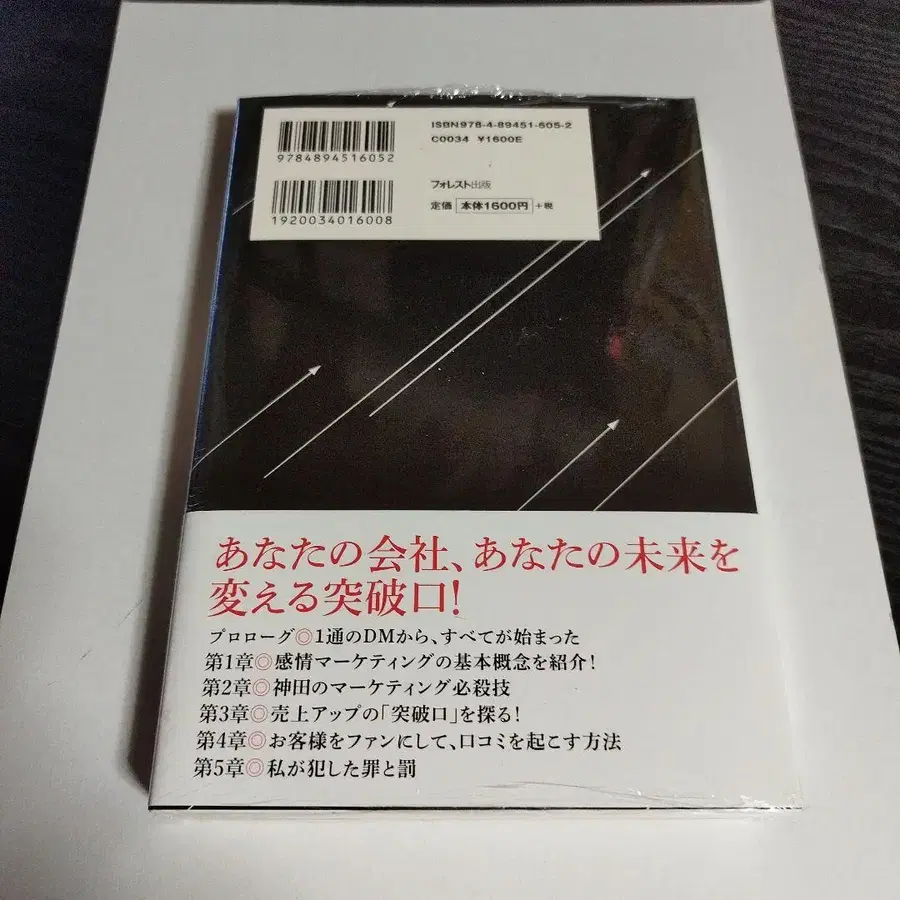 ISBN978-4-89451-605-2
C0034 ¥1600E
9784894516052
フォレスト出版
定価 本体1600円 +税
1920034016008
あなたの会社、あなたの未来を
変える突破口!
プロローグ◎1通のDMから、すべてが始まった
第1章◎感情マーケティングの基本概念を紹介!
第2章◎神田のマーケティング必殺技
第3章◎売上アップの「突破口」を探る!
第4章◎お客様をファンにして、口コミを起こす方法
第5章◎私が犯した罪と罰